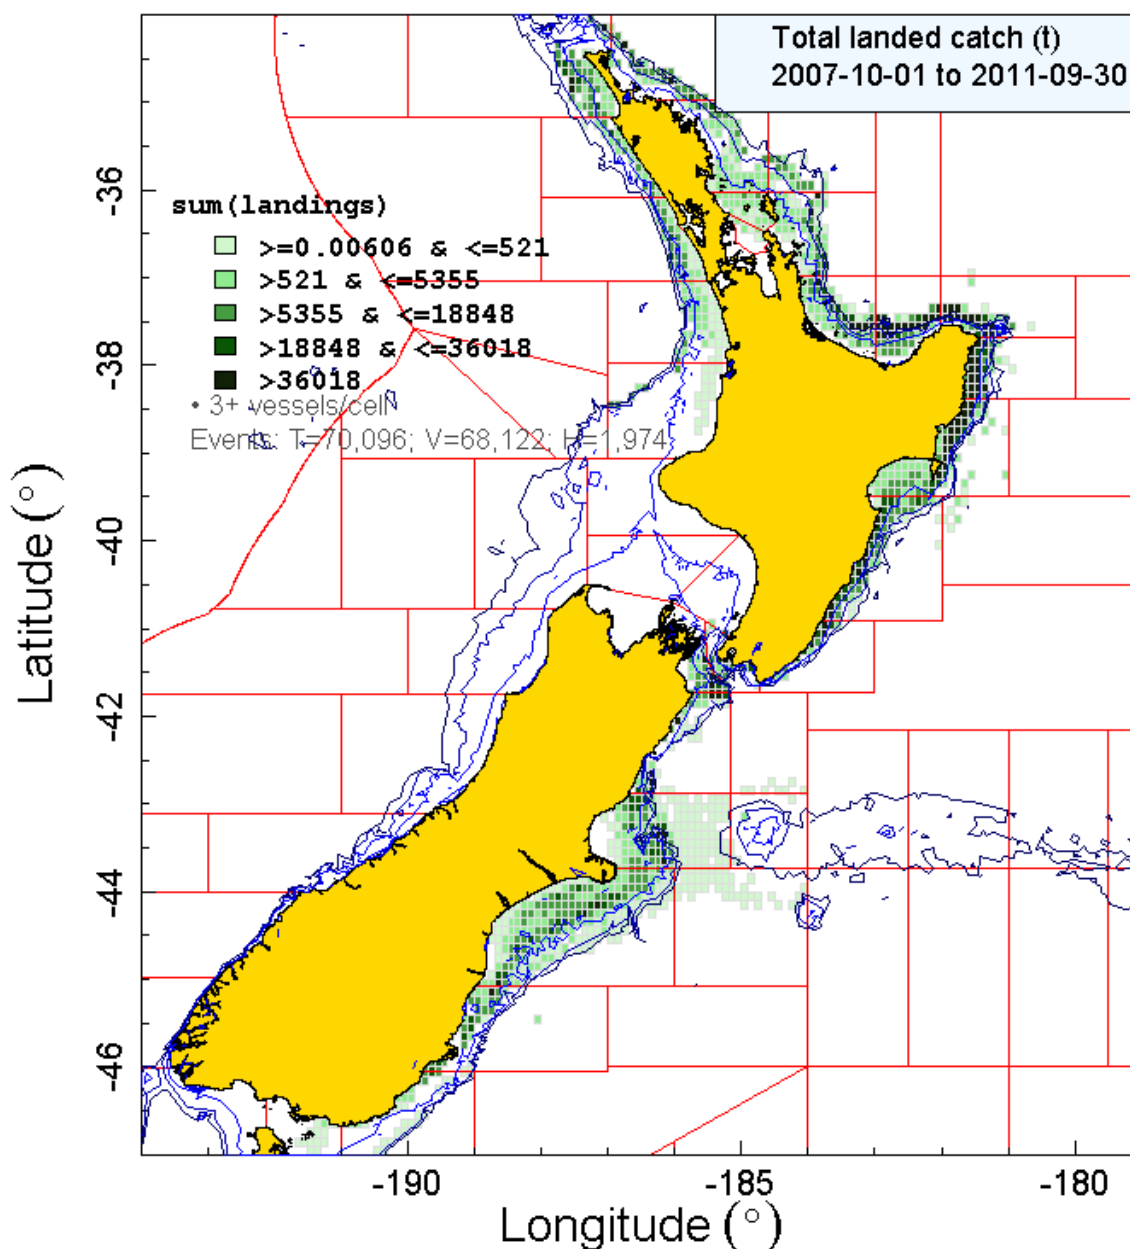 Total landed catch (t)
2007-10-01 to 2011-09-30
sum(landings)
>=0.00606 & <=521
>521 & <=5355
>5355 & <=18848
>18848 & <=36018
>36018
• 3+ vessels/cell
Events: T=70,096; V=68,122; H=1,974
Latitude (°)
-36
-38
-40
-42
-44
-46
-190
-185
-180
Longitude (°)